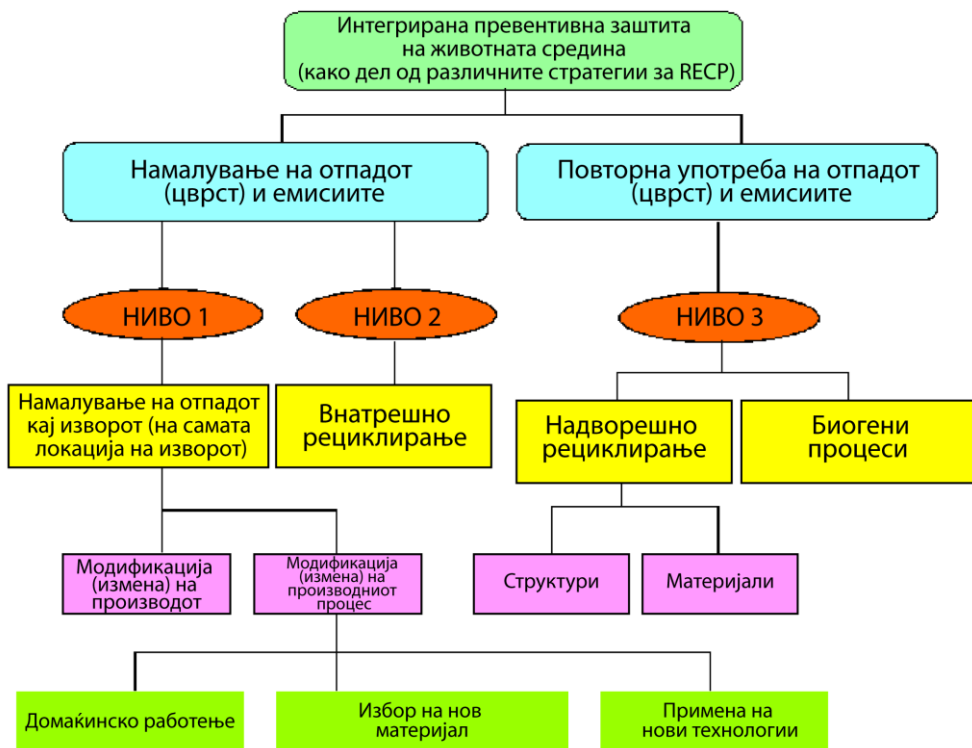 Интегрирана превентивна заштита
на животната средина
(како дел од различните стратегии за RECP)
Намалување на отпадот
(цврст) и емисиите
Повторна употреба на отпадот
(цврст) и емисиите
НИВО 1
НИВО 2
НИВО 3
Намалување на отпадот
кај изворот (на самата
локација на изворот)
Внатрешно
рециклирање
Надворешно
рециклирање
Биогени
процеси
Модификација
(измена) на
производот
Модификација
(измена) на
производниот
процес
Структури
Материјали
Домаќинско работење
Избор на нов
материјал
Примена на
нови технологии